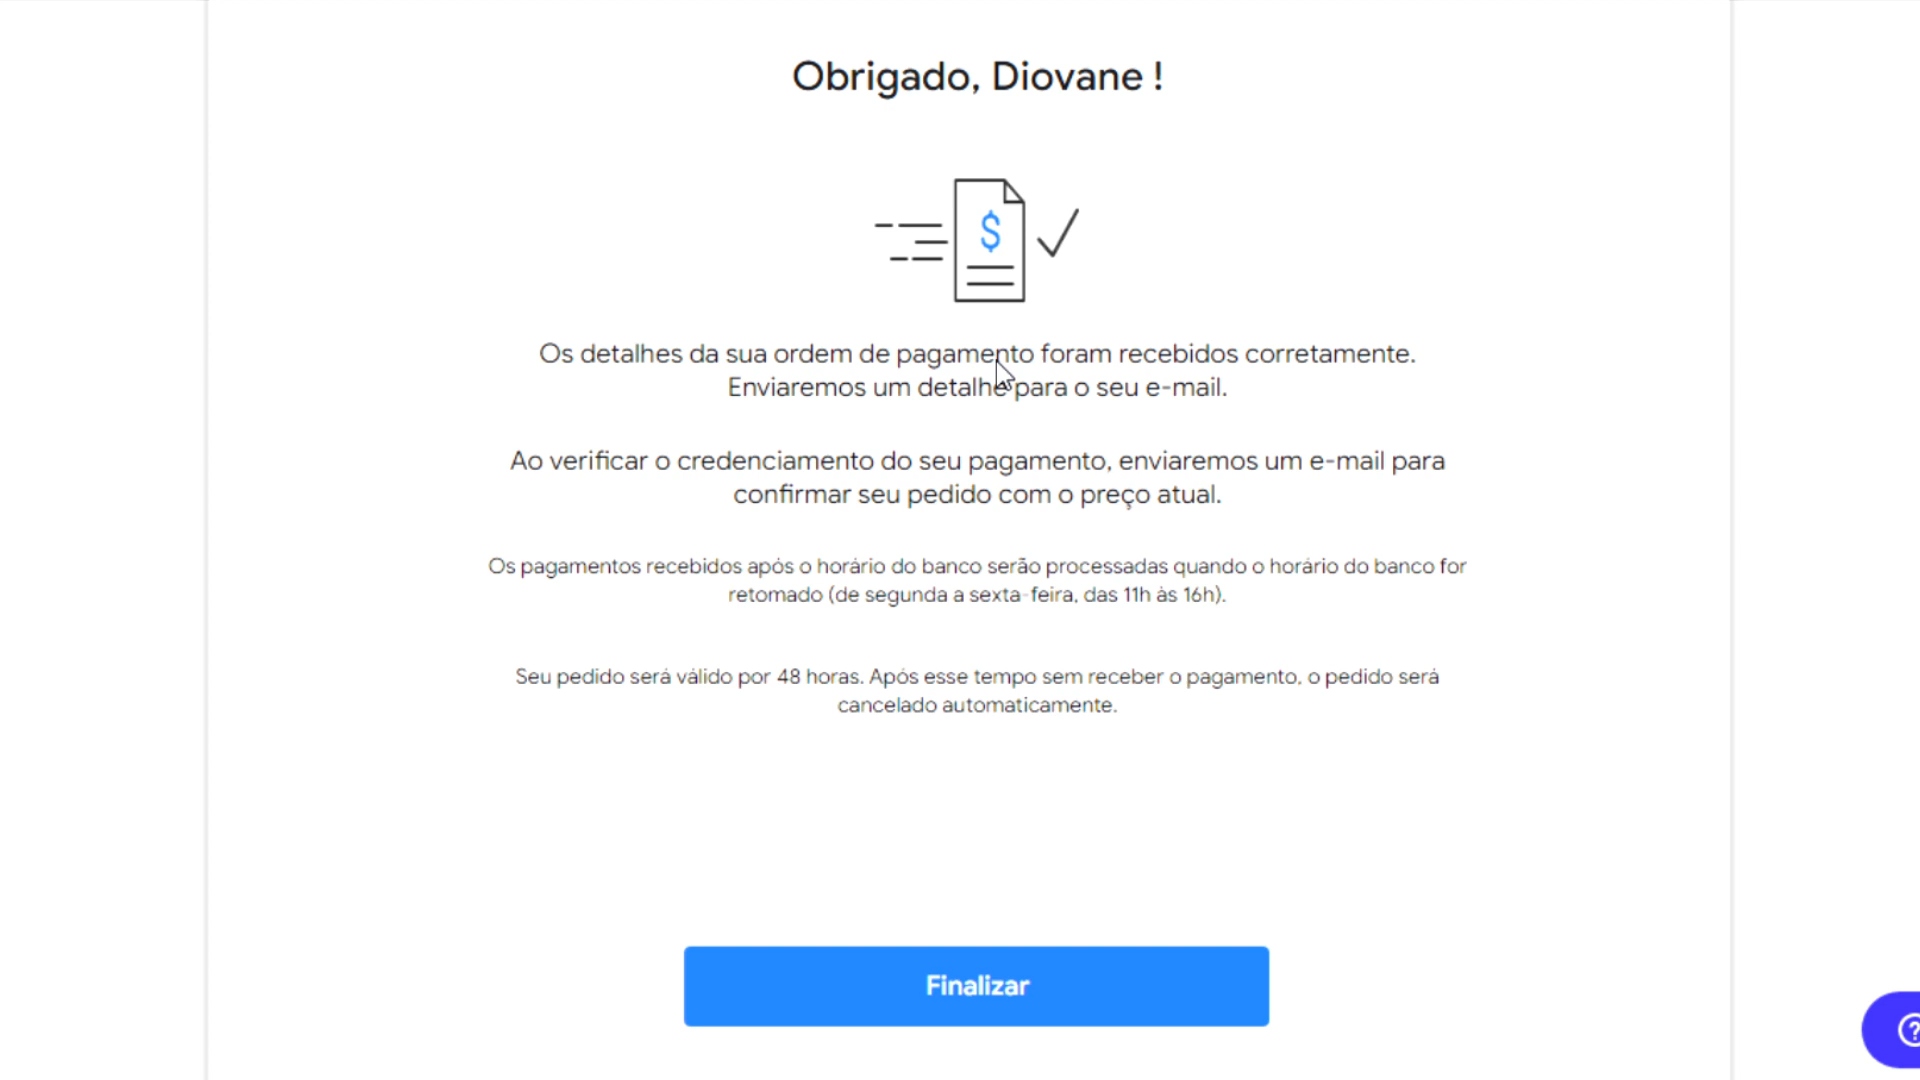 Obrigado, Diovane !
$
Os detalhes da sua ordem de pagamento foram recebidos corretamente.
Enviaremos um detalhe para o seu e-mail.
Ao verificar o credenciamento do seu pagamento, enviaremos um e-mail para
confirmar seu pedido com o preço atual.
Os pagamentos recebidos após o horário do banco serão processadas quando o horário do banco for
retomado (de segunda a sexta-feira, das 11h às 16h).
Seu pedido será válido por 48 horas. Após esse tempo sem receber o pagamento, o pedido será
cancelado automaticamente.
Finalizar
?